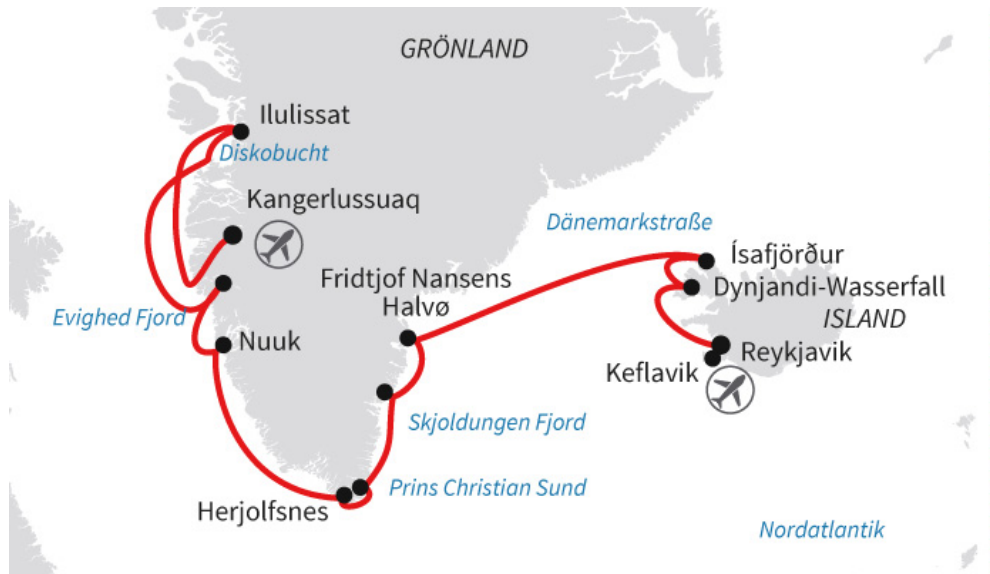 GRÖNLAND
Ilulissat
Diskobucht
Kangerlussuaq
Dänemarkstraße
Ísafjörður
Fridtjof Nansens
Halvø
Dynjandi-Wasserfall
Evighed Fjord
ISLAND
Nuuk
Reykjavik
Keflavik
Skjoldungen Fjord
Prins Christian Sund
Herjolfsnes
Nordatlantik